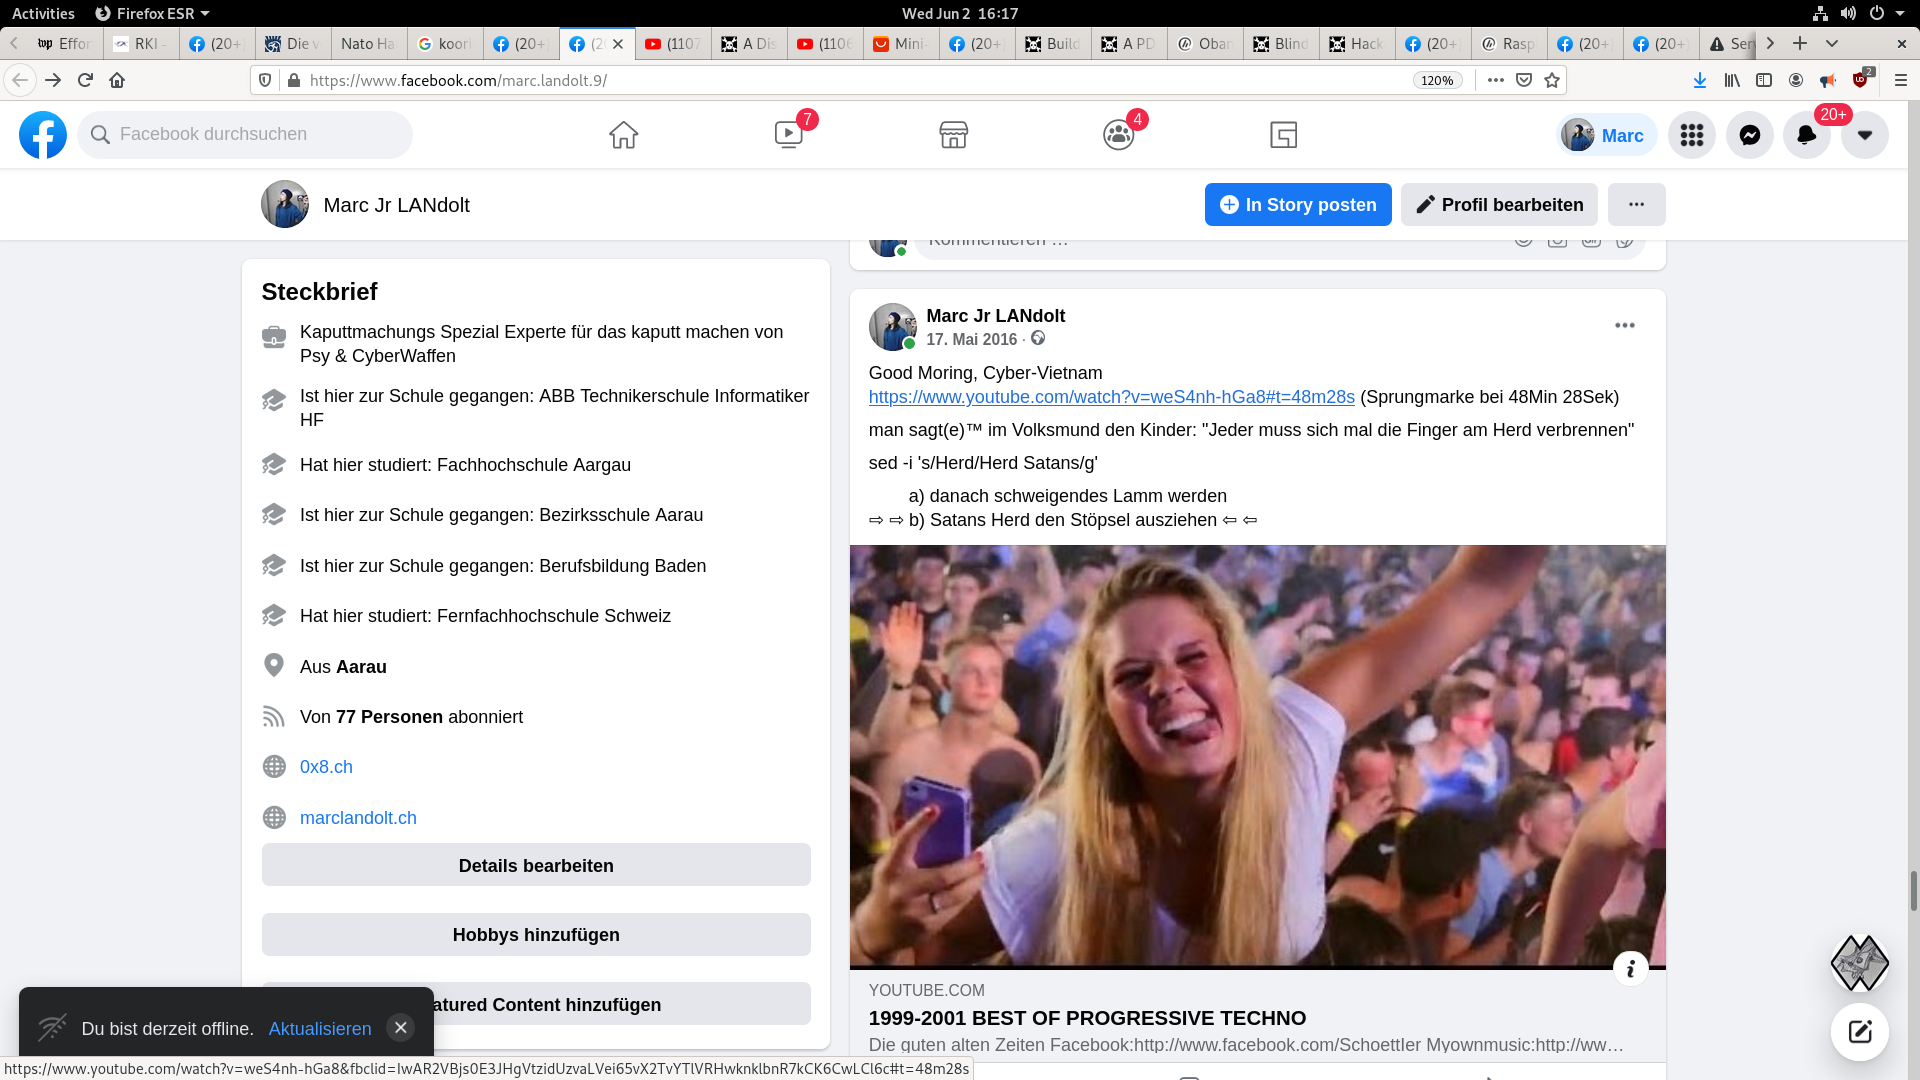 Activities
Firefox ESR
Wed Jun 2 16:17
Effor
RKI -
(20+
Die v
Nato Ha
koor
(20+
(2
(1107
A Dis
(1106
Mini-
(20+
Build
A PD
Obar
Blind
Hack
(20+
Rasp
(20+
(20+
Serv
https://www.facebook.com/marc.landolt.9/
120%
2
Facebook durchsuchen
7
4
Marc
20+
Marc Jr LANdolt
In Story posten
Profil bearbeiten
Kommentieren ...
Steckbrief
Kaputtmachungs Spezial Experte für das kaputt machen von
Psy & CyberWaffen
Ist hier zur Schule gegangen: ABB Technikerschule Informatiker
HF
Hat hier studiert: Fachhochschule Aargau
Ist hier zur Schule gegangen: Bezirksschule Aarau
Ist hier zur Schule gegangen: Berufsbildung Baden
Hat hier studiert: Fernfachhochschule Schweiz
Aus Aarau
Von 77 Personen abonniert
0x8.ch
marclandolt.ch
Details bearbeiten
Hobbys hinzufügen
atured Content hinzufügen
Marc Jr LANdolt
17. Mai 2016 ·
Good Moring, Cyber-Vietnam
https://www.youtube.com/watch?v=weS4nh-hGa8#t=48m28s (Sprungmarke bei 48Min 28Sek)
man sagt(e)™ im Volksmund den Kinder: "Jeder muss sich mal die Finger am Herd verbrennen"
sed -i 's/Herd/Herd Satans/g'
a) danach schweigendes Lamm werden
⇨ ⇨ b) Satans Herd den Stöpsel ausziehen ⇦ ⇦
YOUTUBE.COM
1999-2001 BEST OF PROGRESSIVE TECHNO
Die guten alten Zeiten Facebook:http://www.facebook.com/SchoettIer Myownmusic:http://ww…
Du bist derzeit offline. Aktualisieren
https://www.youtube.com/watch?v=weS4nh-hGa8&fbclid=IwAR2VBjs0E3JHgVtzidUzvaLVei65vX2TvYTlVRHwknklbnR7kCK6CwLCl6c#t=48m28s